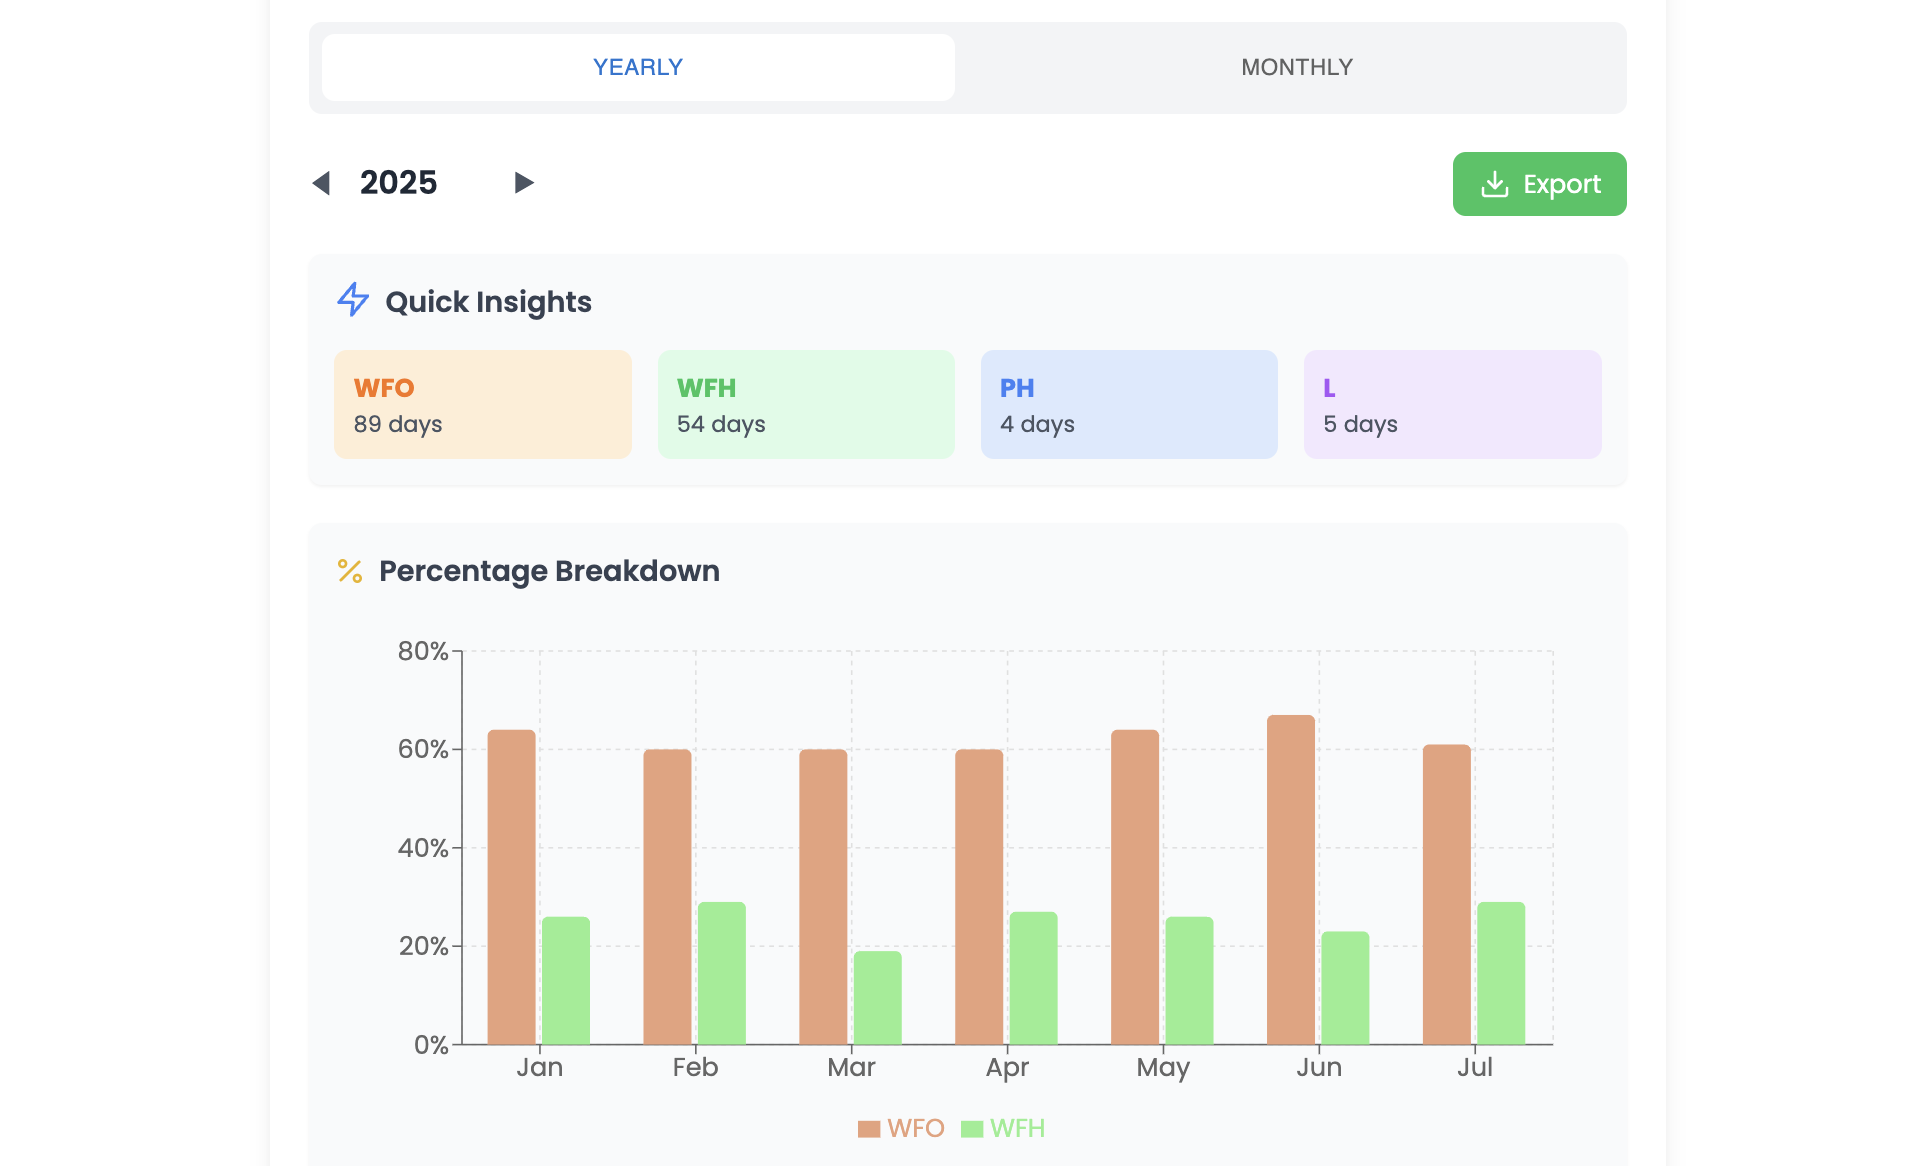 YEARLY
MONTHLY
2025
Export
Quick Insights
WFO
89 days
WFH
54 days
PH
4 days
L
5 days
Percentage Breakdown
80%
60%
40%
20%
0%
Jan Feb Mar Apr May Jun Jul
WFO WFH